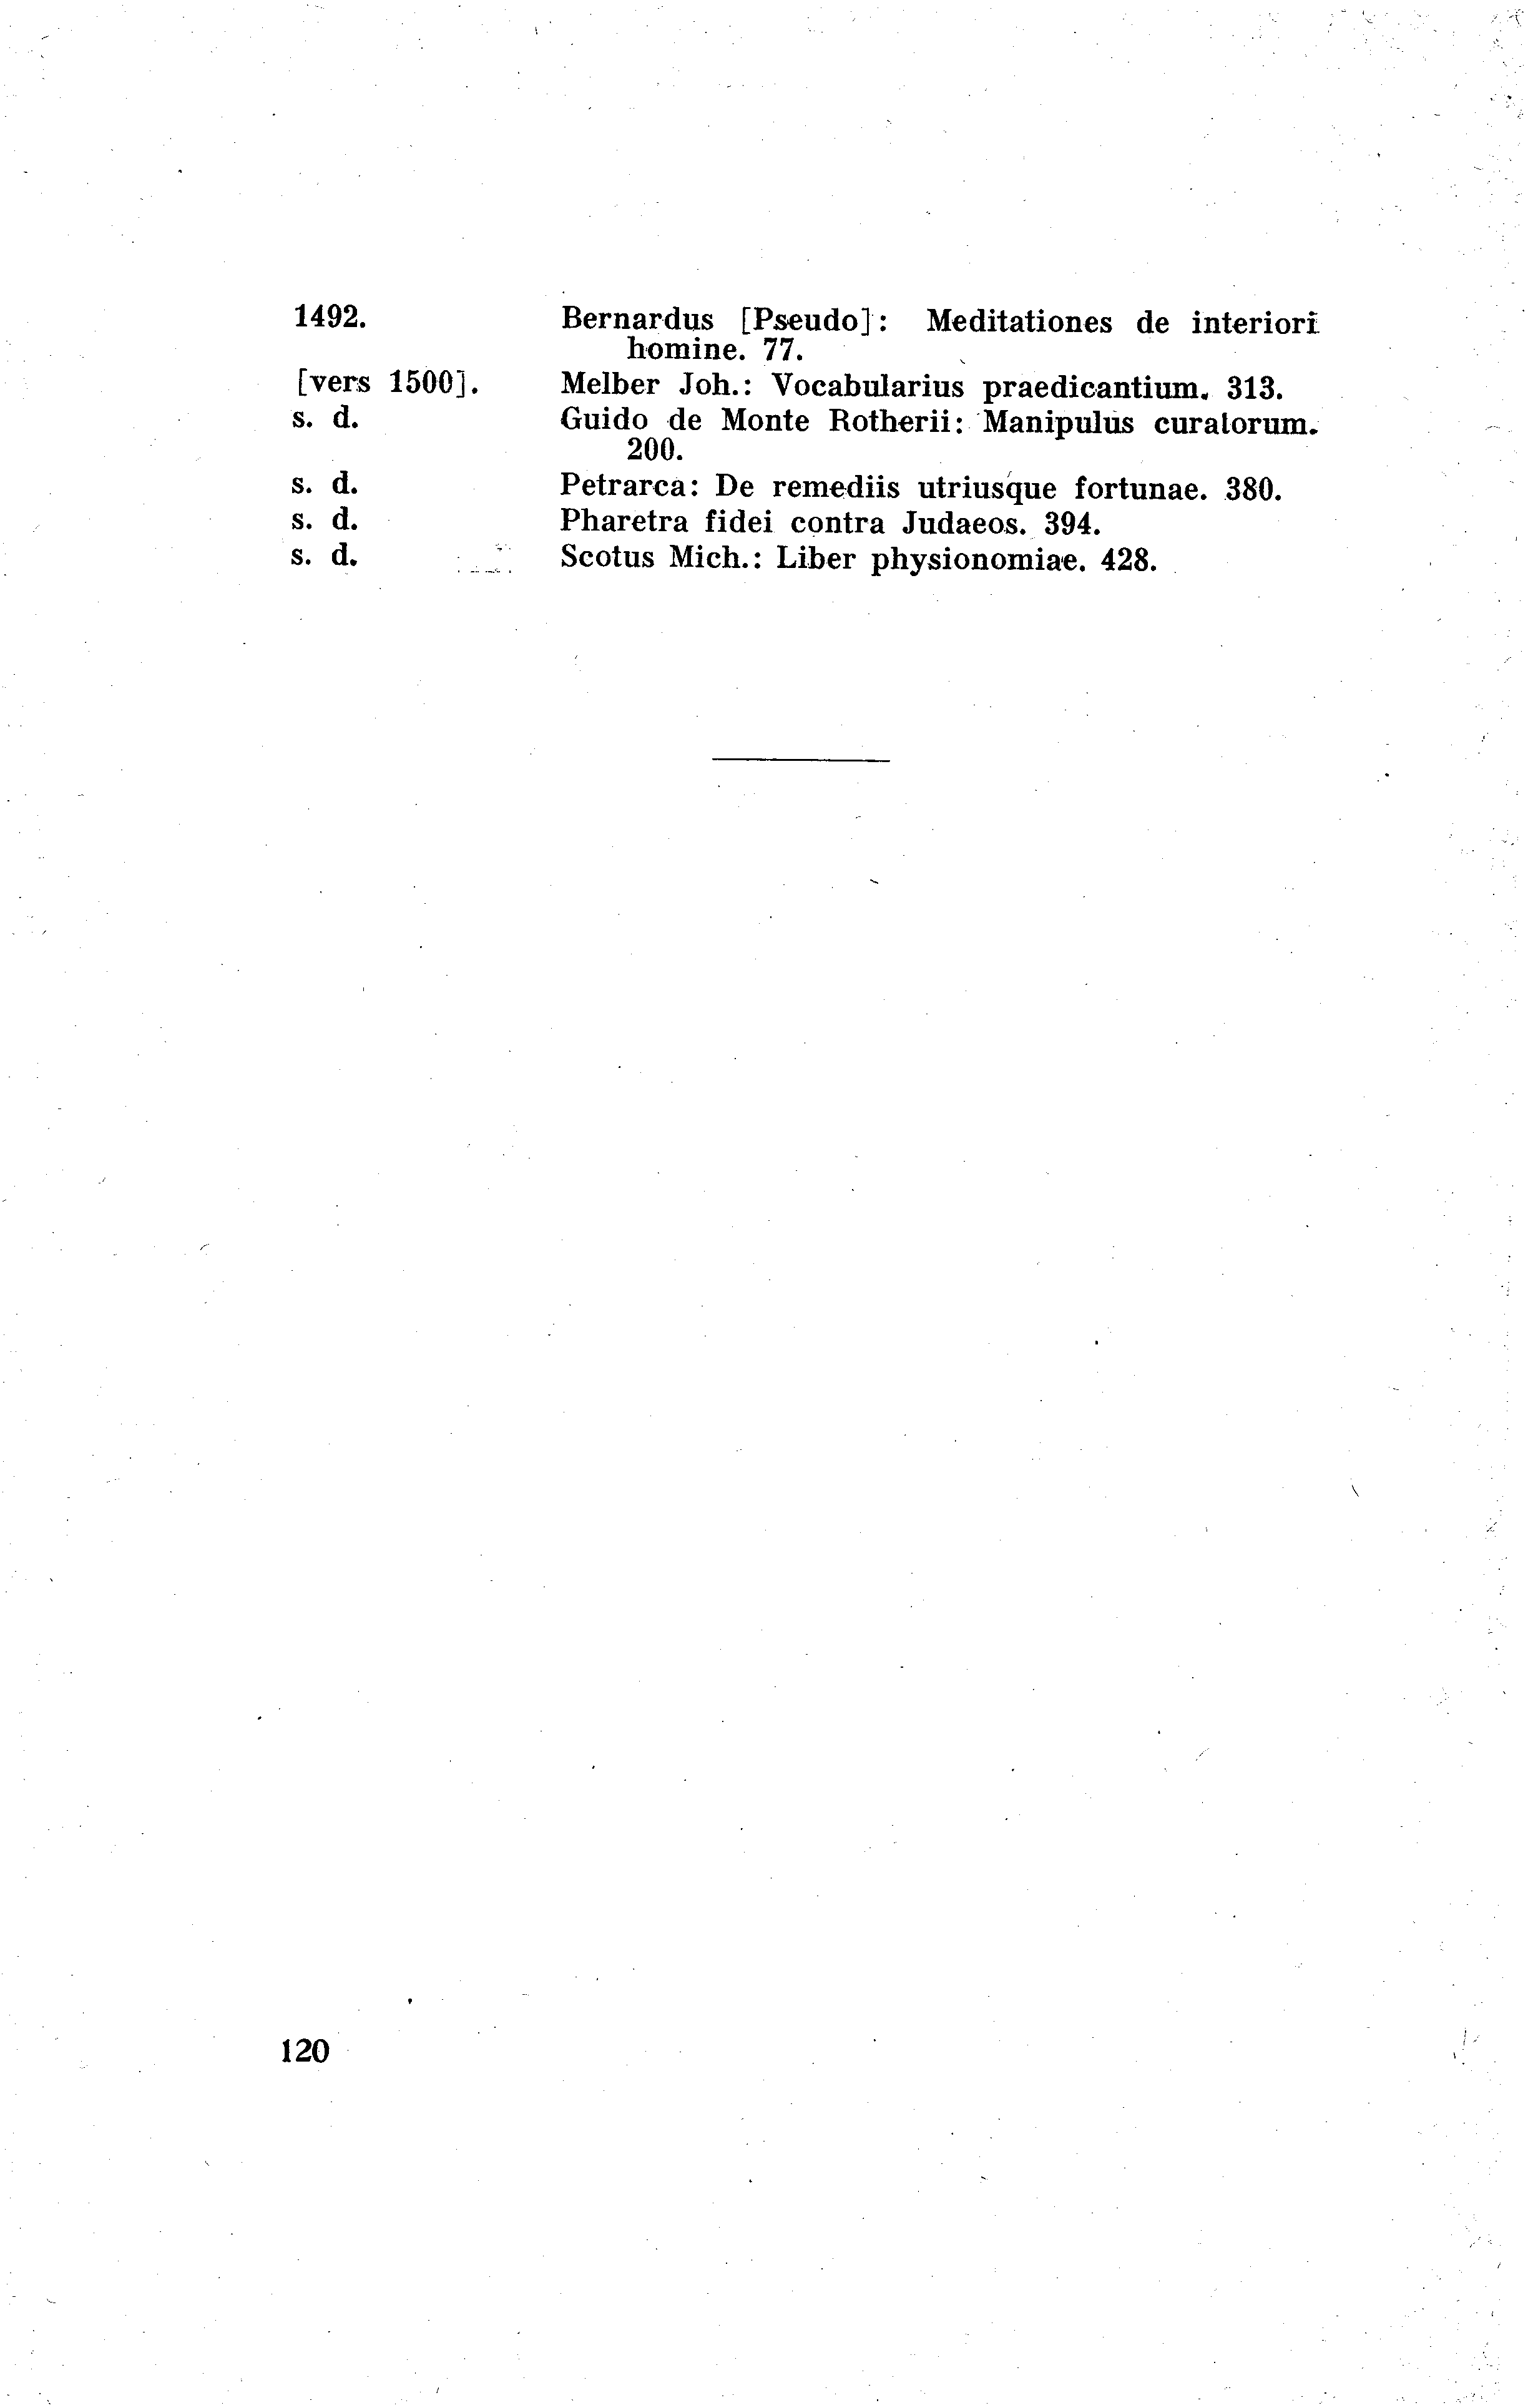 1492. Bernardus [Pseudo]: Meditationes de interiori
homine. 77.
[vers 1500]. Melber Joh.: Vocabularius praedicantium. 313.
s. d. Guido de Monte Rotherii: Manipulus curatorum.
200.
s. d. Petrarca: De remediis utriusque fortunae. 380.
s. d. Pharetra fidei contra Judaeos. 394.
s. d. Scotus Mich.: Liber physionomiae. 428.
120